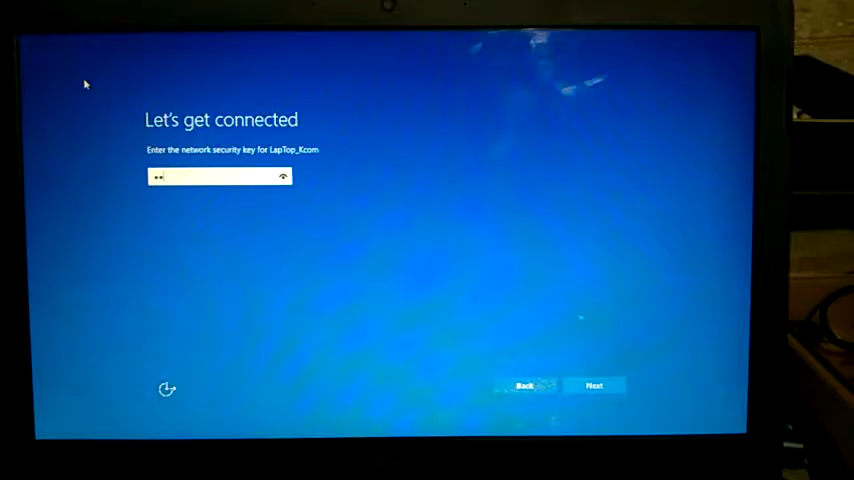 Let's get connected
Enter the network security key for LapTop_Kcom
Back
Next